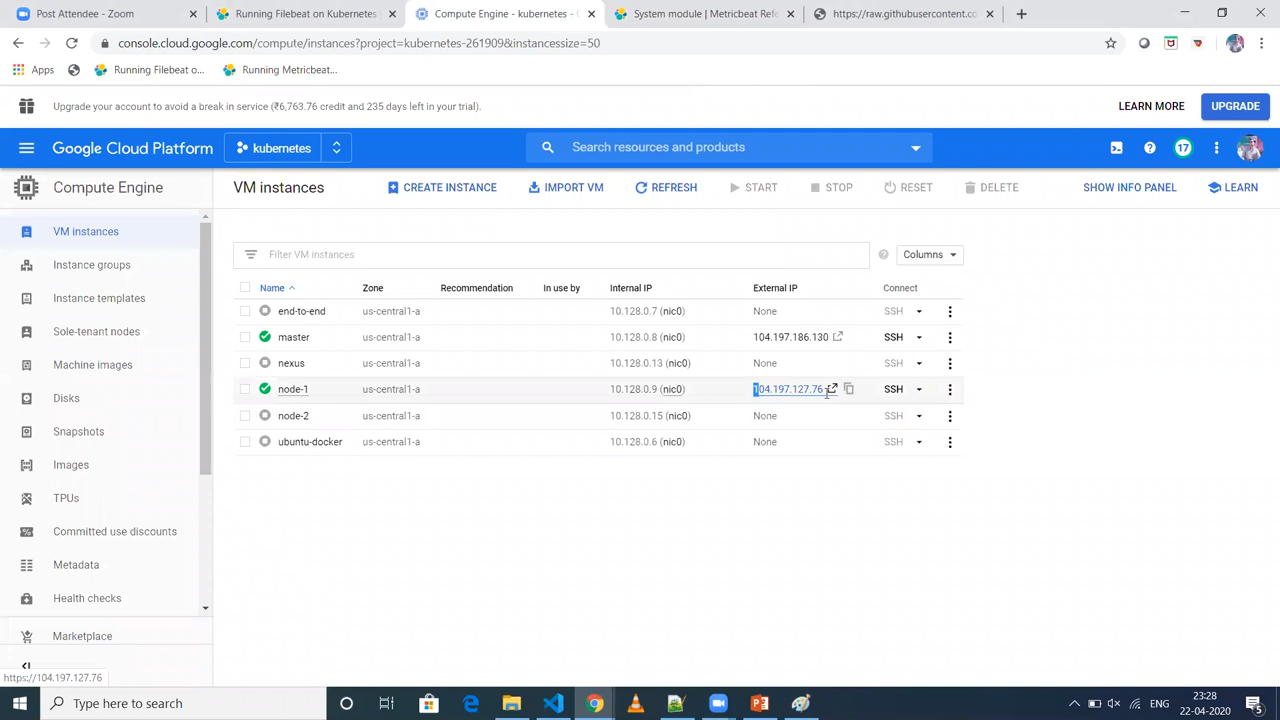 Post Attendee - Zoom
Running Filebeat on Kubernetes
Compute Engine - kubernetes - G
System module | Metricbeat Refe
https://raw.githubusercontent.co
console.cloud.google.com/compute/instances?project=kubernetes-261909&instancessize=50
Apps
Running Filebeat o...
Running Metricbeat...
Upgrade your account to avoid a break in service (₹6,763.76 credit and 235 days left in your trial).
LEARN MORE
UPGRADE
Google Cloud Platform
kubernetes
Search resources and products
17
Compute Engine
VM instances
CREATE INSTANCE
IMPORT VM
REFRESH
START
STOP
RESET
DELETE
SHOW INFO PANEL
LEARN
VM instances
Instance groups
Instance templates
Sole-tenant nodes
Machine images
Disks
Snapshots
Images
TPUs
Committed use discounts
Metadata
Health checks
Marketplace
Filter VM instances
Columns
Name Zone Recommendation In use by Internal IP External IP Connect
end-to-end us-central1-a 10.128.0.7 (nic0) None SSH
master us-central1-a 10.128.0.8 (nic0) 104.197.186.130 SSH
nexus us-central1-a 10.128.0.13 (nic0) None SSH
node-1 us-central1-a 10.128.0.9 (nic0) 104.197.127.76 SSH
node-2 us-central1-a 10.128.0.15 (nic0) None SSH
ubuntu-docker us-central1-a 10.128.0.6 (nic0) None SSH
https://104.197.127.76
Type here to search
ENG
23:28
22-04-2020
5